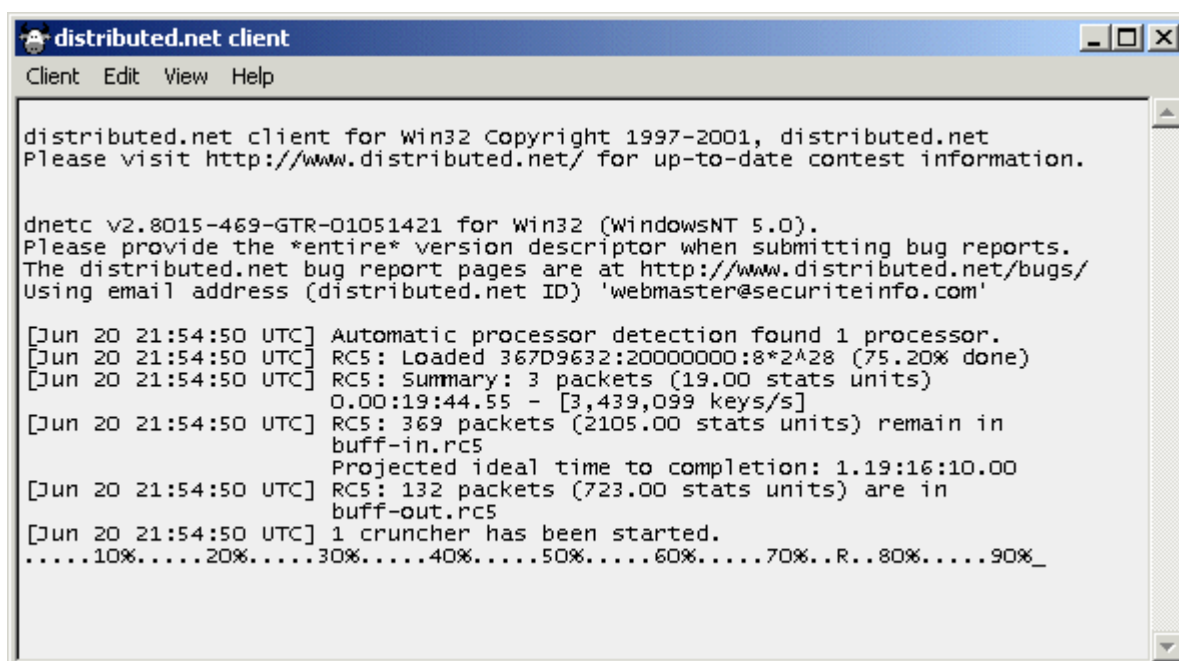 distributed.net client
Client Edit View Help
distributed.net client for Win32 Copyright 1997-2001, distributed.net
Please visit http://www.distributed.net/ for up-to-date contest information.
dnetc v2.8015-469-GTR-01051421 for Win32 (WindowsNT 5.0).
Please provide the *entire* version descriptor when submitting bug reports.
The distributed.net bug report pages are at http://www.distributed.net/bugs/
Using email address (distributed.net ID) 'webmaster@securiteinfo.com'
[Jun 20 21:54:50 UTC] Automatic processor detection found 1 processor.
[Jun 20 21:54:50 UTC] RC5: Loaded 367D9632:20000000:8*2^28 (75.20% done)
[Jun 20 21:54:50 UTC] RC5: Summary: 3 packets (19.00 stats units)
0.00:19:44.55 - [3,439,099 keys/s]
[Jun 20 21:54:50 UTC] RC5: 369 packets (2105.00 stats units) remain in
buff-in.rc5
Projected ideal time to completion: 1.19:16:10.00
[Jun 20 21:54:50 UTC] RC5: 132 packets (723.00 stats units) are in
buff-out.rc5
[Jun 20 21:54:50 UTC] 1 cruncher has been started.
.....10%.....20%.....30%.....40%.....50%.....60%.....70%..R..80%.....90%_